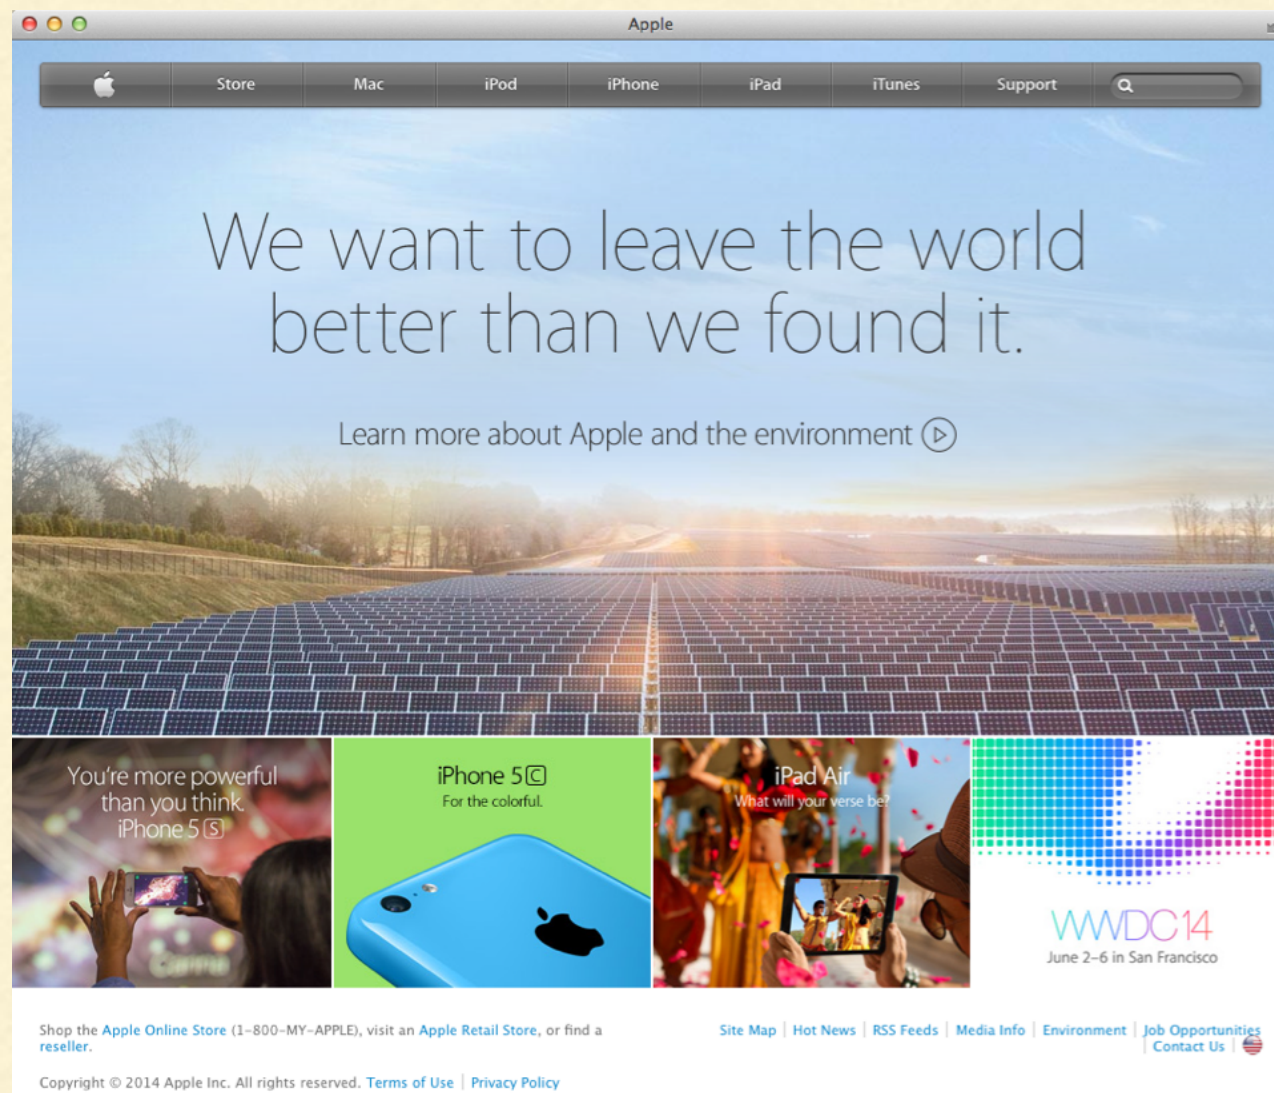 Apple
Store Mac iPod iPhone iPad iTunes Support
We want to leave the world
better than we found it.
Learn more about Apple and the environment
You're more powerful
than you think.
iPhone 5S
iPhone 5C
For the colorful.
iPad Air
What will your verse be?
WWDC14
June 2–6 in San Francisco
Shop the Apple Online Store (1-800-MY-APPLE), visit an Apple Retail Store, or find a
reseller.
Site Map | Hot News | RSS Feeds | Media Info | Environment | Job Opportunities
| Contact Us |
Copyright © 2014 Apple Inc. All rights reserved. Terms of Use | Privacy Policy